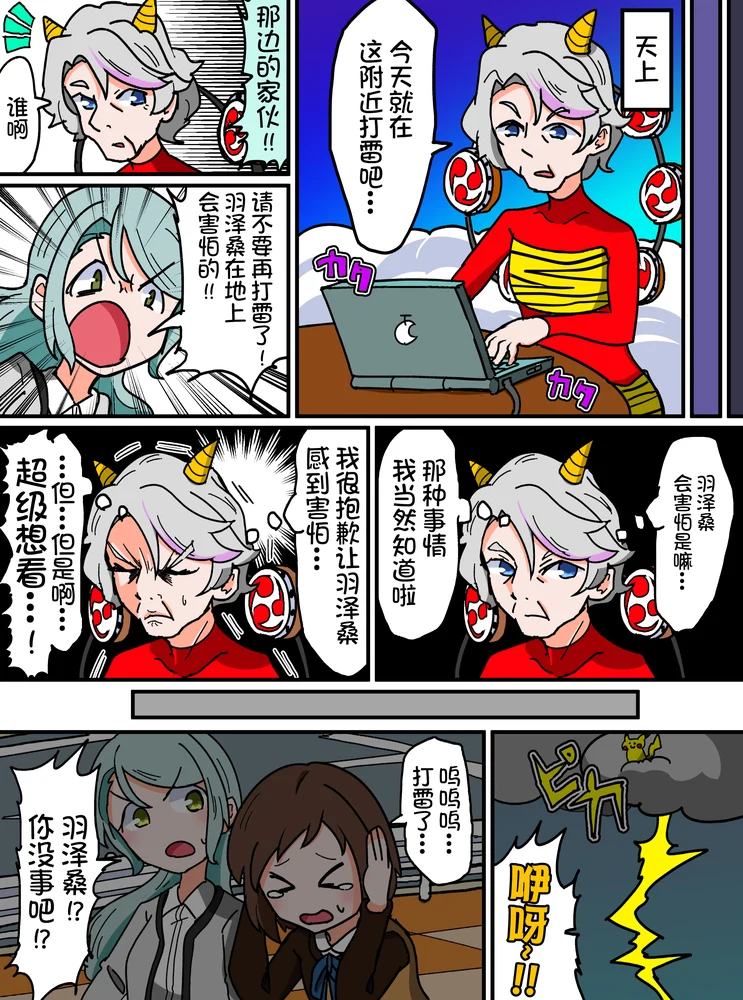 天上
今天就在
这附近打雷吧…
カタ
カタ
那边的家伙!!
谁啊
请不要再打雷了!
羽泽桑在地上
会害怕的!!
羽泽桑
会害怕是嘛…
那种事情
我当然知道啦
我很抱歉让羽泽桑
感到害怕…
…但…但是啊…
超级想看…!
ピカ
咿呀~!!
呜呜呜…
打雷了…
羽泽桑!?
你没事吧!?